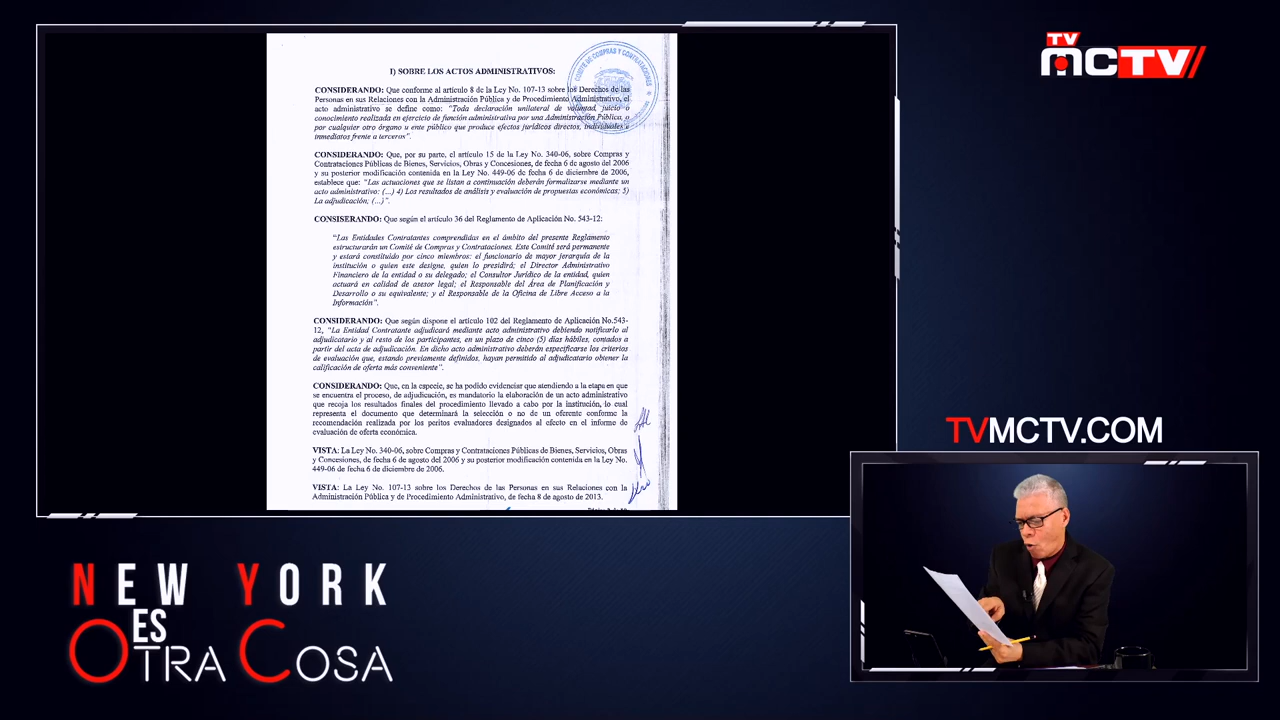 I) SOBRE LOS ACTOS ADMINISTRATIVOS:
CONSIDERANDO: Que conforme al artículo 8 de la Ley No. 107-13 sobre los Derechos de las
Personas en sus Relaciones con la Administración Pública y de Procedimiento Administrativo, el
acto administrativo se define como: "Toda declaración unilateral de voluntad, juicio o
conocimiento realizada en ejercicio de función administrativa por una Administración Pública, o
por cualquier otro órgano u ente público que produce efectos jurídicos directos, individuales e
inmediatos frente a terceros".
CONSIDERANDO: Que, por su parte, el artículo 15 de la Ley No. 340-06, sobre Compras y
Contrataciones Públicas de Bienes, Servicios, Obras y Concesiones, de fecha 6 de agosto del 2006
y su posterior modificación contenida en la Ley No. 449-06 de fecha 6 de diciembre de 2006,
establece que: "Las actuaciones que se listan a continuación deberán formalizarse mediante un
acto administrativo: (...) 4) Los resultados de análisis y evaluación de propuestas económicas; 5)
La adjudicación; (...)".
CONSISERANDO: Que según el artículo 36 del Reglamento de Aplicación No. 543-12:
"Las Entidades Contratantes comprendidas en el ámbito del presente Reglamento
estructurarán un Comité de Compras y Contrataciones. Este Comité será permanente
y estará constituido por cinco miembros: el funcionario de mayor jerarquía de la
institución o quien este designe, quien lo presidirá; el Director Administrativo
Financiero de la entidad o su delegado; el Consultor Jurídico de la entidad, quien
actuará en calidad de asesor legal; el Responsable del Área de Planificación y
Desarrollo o su equivalente; y el Responsable de la Oficina de Libre Acceso a la
Información".
CONSIDERANDO: Que según dispone el artículo 102 del Reglamento de Aplicación No.543-
12, "La Entidad Contratante adjudicará mediante acto administrativo debiendo notificarlo al
adjudicatario y al resto de los participantes, en un plazo de cinco (5) días hábiles, contados a
partir del acta de adjudicación. En dicho acto administrativo deberán especificarse los criterios
de evaluación que, estando previamente definidos, hayan permitido al adjudicatario obtener la
calificación de oferta más conveniente".
CONSIDERANDO: Que, en la especie, se ha podido evidenciar que atendiendo a la etapa en que
se encuentra el proceso, de adjudicación, es mandatorio la elaboración de un acto administrativo
que recoja los resultados finales del procedimiento llevado a cabo por la institución, lo cual
representa el documento que determinará la selección o no de un oferente conforme la
recomendación realizada por los peritos evaluadores designados al efecto en el informe de
evaluación de oferta económica.
VISTA: La Ley No. 340-06, sobre Compras y Contrataciones Públicas de Bienes, Servicios, Obras
y Concesiones, de fecha 6 de agosto del 2006 y su posterior modificación contenida en la Ley No.
449-06 de fecha 6 de diciembre de 2006.
VISTA: La Ley No. 107-13 sobre los Derechos de las Personas en sus Relaciones con la
Administración Pública y de Procedimiento Administrativo, de fecha 8 de agosto de 2013.
COMITÉ DE COMPRAS Y CONTRATACIONES
TV
MCTV
TVMCTV.COM
NEW YORK
ES
OTRA COSA